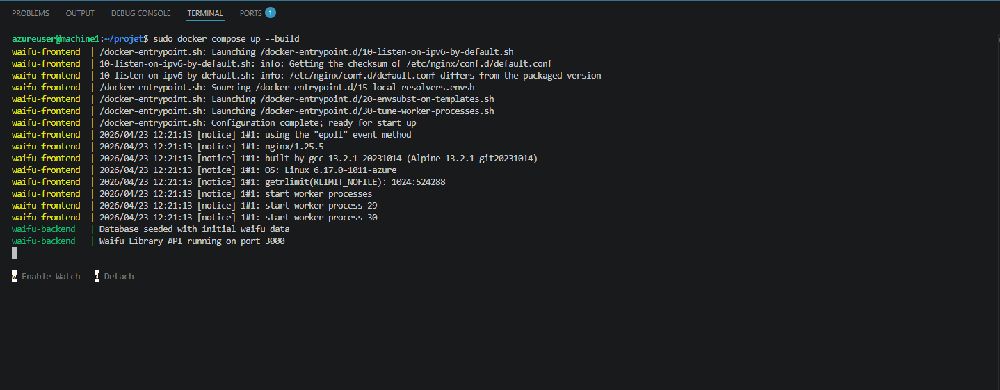 PROBLEMS OUTPUT DEBUG CONSOLE TERMINAL PORTS 1
azureuser@machine1:~/projet$ sudo docker compose up --build
waifu-frontend | /docker-entrypoint.sh: Launching /docker-entrypoint.d/10-listen-on-ipv6-by-default.sh
waifu-frontend | 10-listen-on-ipv6-by-default.sh: info: Getting the checksum of /etc/nginx/conf.d/default.conf
waifu-frontend | 10-listen-on-ipv6-by-default.sh: info: /etc/nginx/conf.d/default.conf differs from the packaged version
waifu-frontend | /docker-entrypoint.sh: Sourcing /docker-entrypoint.d/15-local-resolvers.envsh
waifu-frontend | /docker-entrypoint.sh: Launching /docker-entrypoint.d/20-envsubst-on-templates.sh
waifu-frontend | /docker-entrypoint.sh: Launching /docker-entrypoint.d/30-tune-worker-processes.sh
waifu-frontend | /docker-entrypoint.sh: Configuration complete; ready for start up
waifu-frontend | 2026/04/23 12:21:13 [notice] 1#1: using the "epoll" event method
waifu-frontend | 2026/04/23 12:21:13 [notice] 1#1: nginx/1.25.5
waifu-frontend | 2026/04/23 12:21:13 [notice] 1#1: built by gcc 13.2.1 20231014 (Alpine 13.2.1_git20231014)
waifu-frontend | 2026/04/23 12:21:13 [notice] 1#1: OS: Linux 6.17.0-1011-azure
waifu-frontend | 2026/04/23 12:21:13 [notice] 1#1: getrlimit(RLIMIT_NOFILE): 1024:524288
waifu-frontend | 2026/04/23 12:21:13 [notice] 1#1: start worker processes
waifu-frontend | 2026/04/23 12:21:13 [notice] 1#1: start worker process 29
waifu-frontend | 2026/04/23 12:21:13 [notice] 1#1: start worker process 30
waifu-backend | Database seeded with initial waifu data
waifu-backend | Waifu Library API running on port 3000
w Enable Watch d Detach